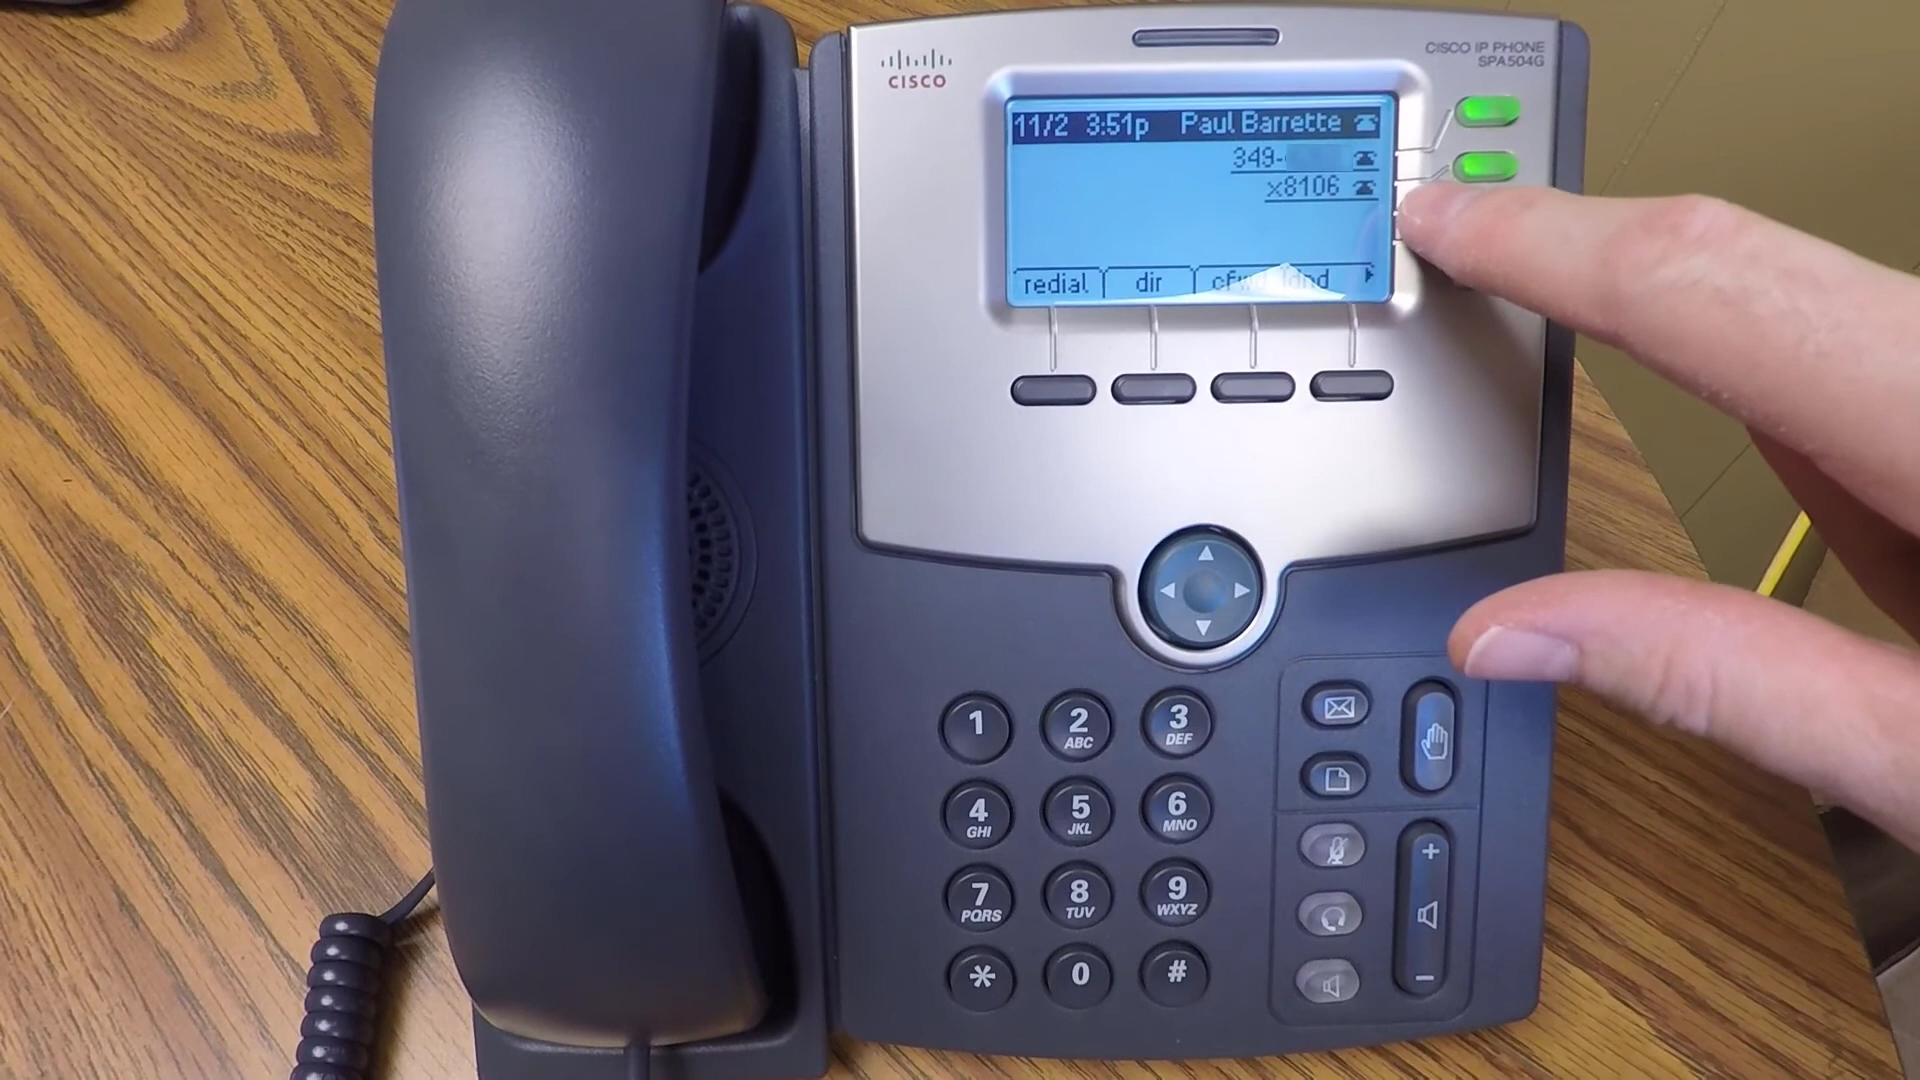 CISCO
CISCO IP PHONE
SPA504G
11/2 3:51p Paul Barrette
349-
x8106
redial dir dnd
1 2 ABC 3 DEF
4 GHI 5 JKL 6 MNO
7 PQRS 8 TUV 9 WXYZ
* 0 #
+
-